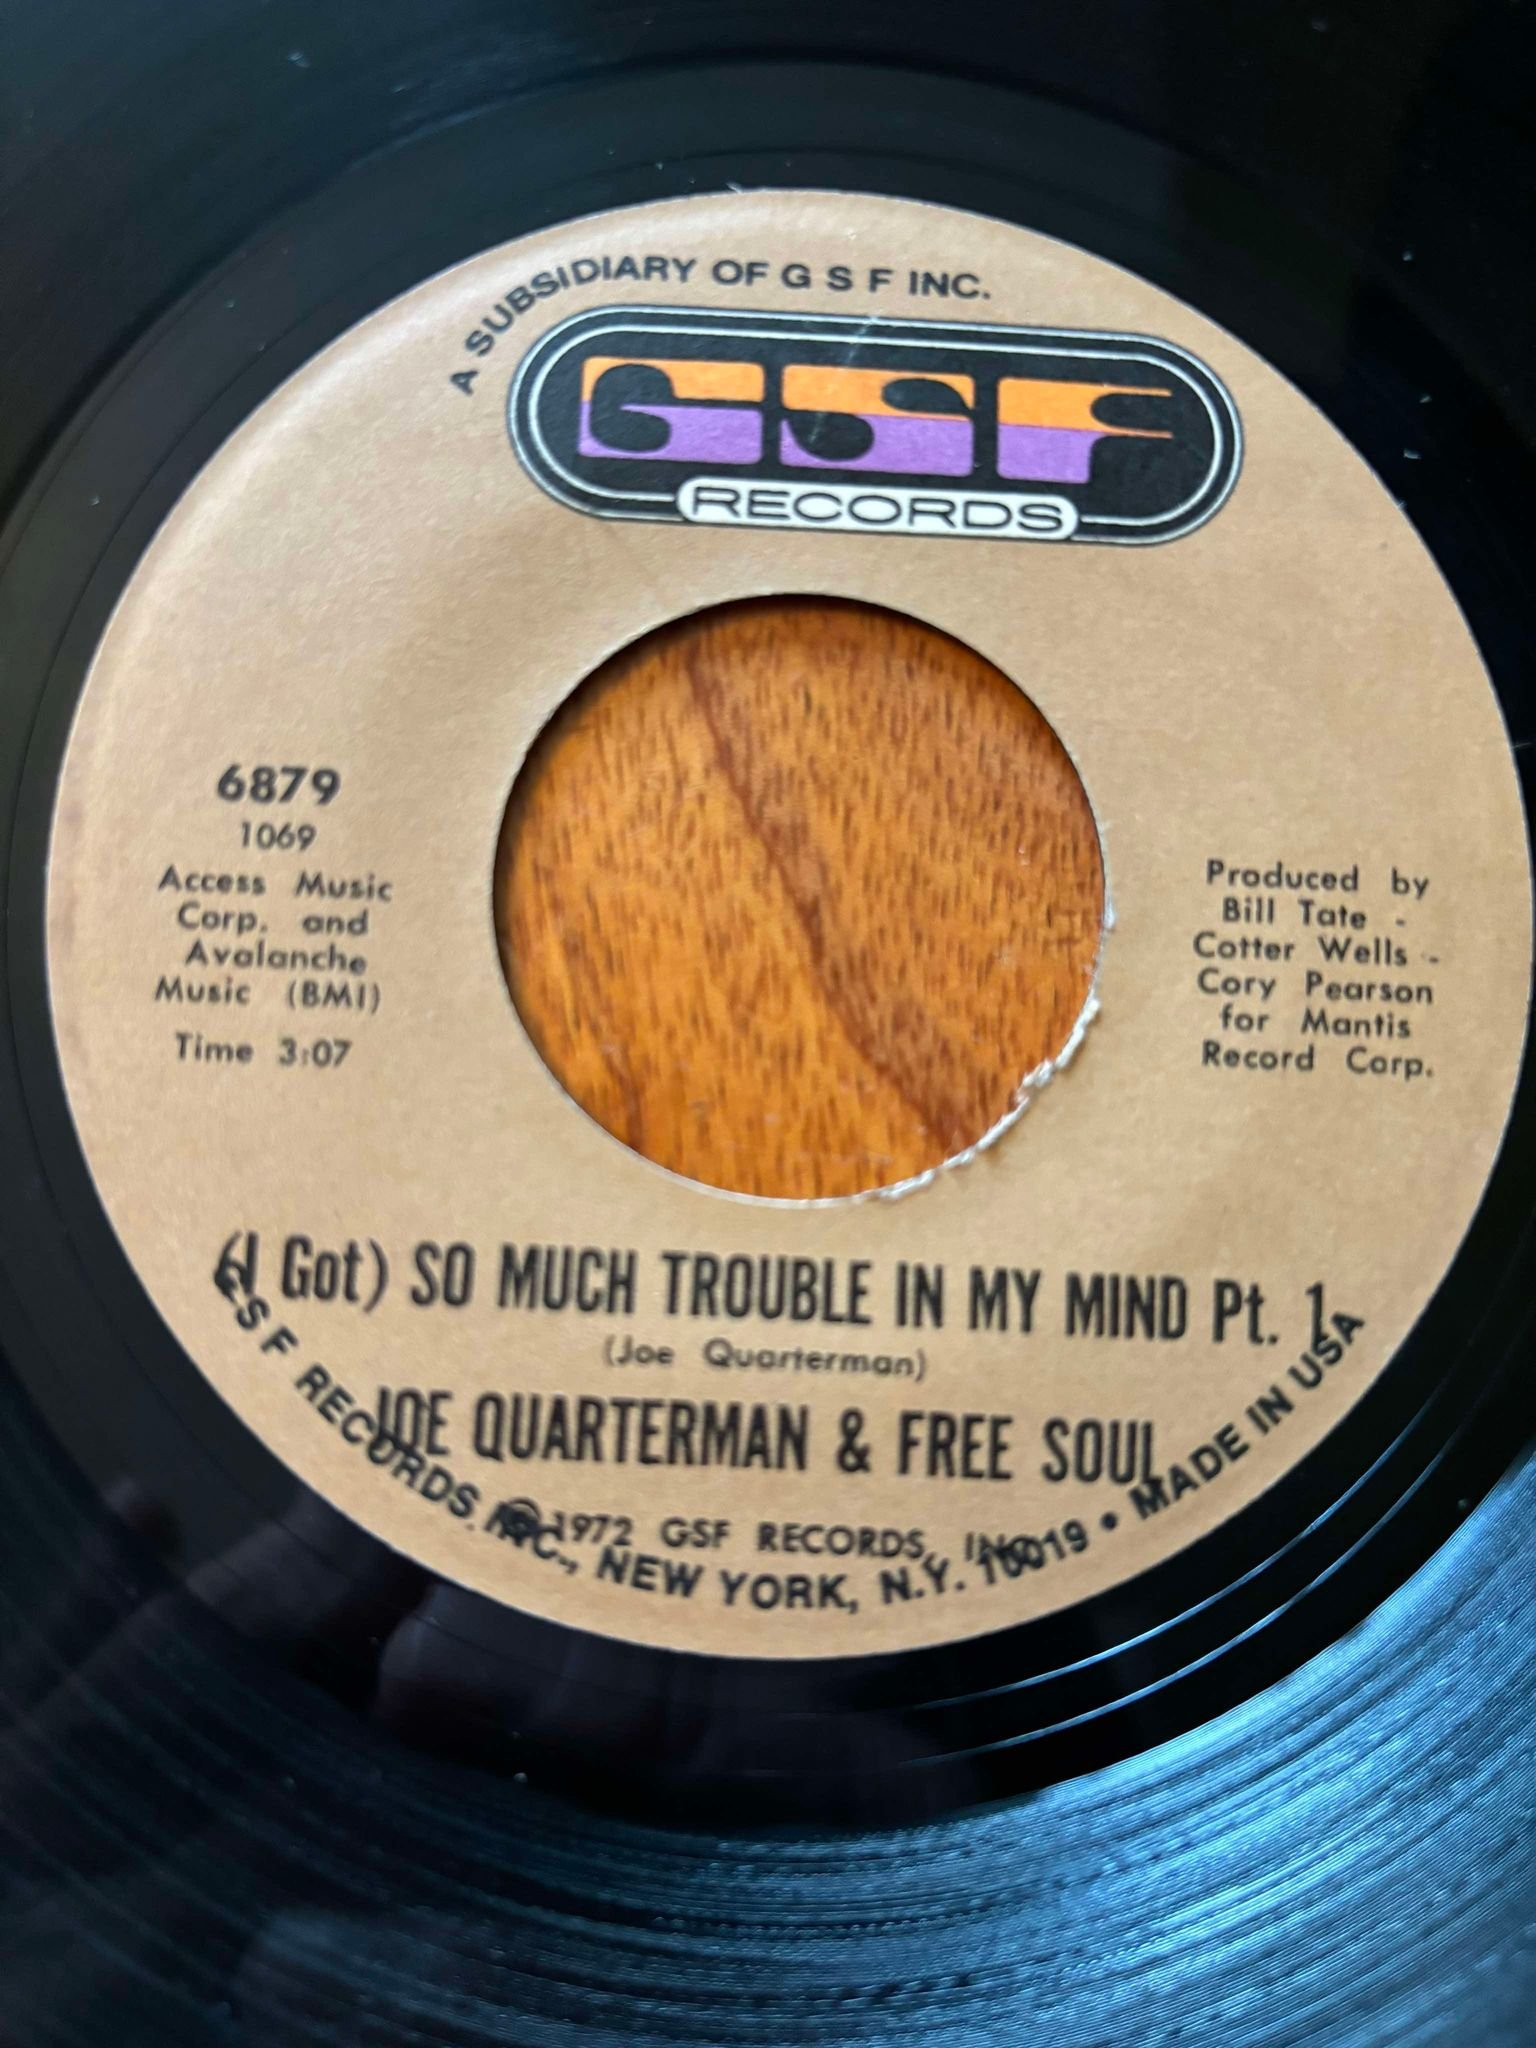 A SUBSIDIARY OF G S F INC.
GSF
RECORDS
6879
1069
Access Music
Corp. and
Avalanche
Music (BMI)
Time 3:07
Produced by
Bill Tate -
Cotter Wells -
Cory Pearson
for Mantis
Record Corp.
(I Got) SO MUCH TROUBLE IN MY MIND Pt. 1
(Joe Quarterman)
JOE QUARTERMAN & FREE SOUL
℗1972 GSF RECORDS, INC.
G S F RECORDS, INC., NEW YORK, N.Y. 10019 • MADE IN USA